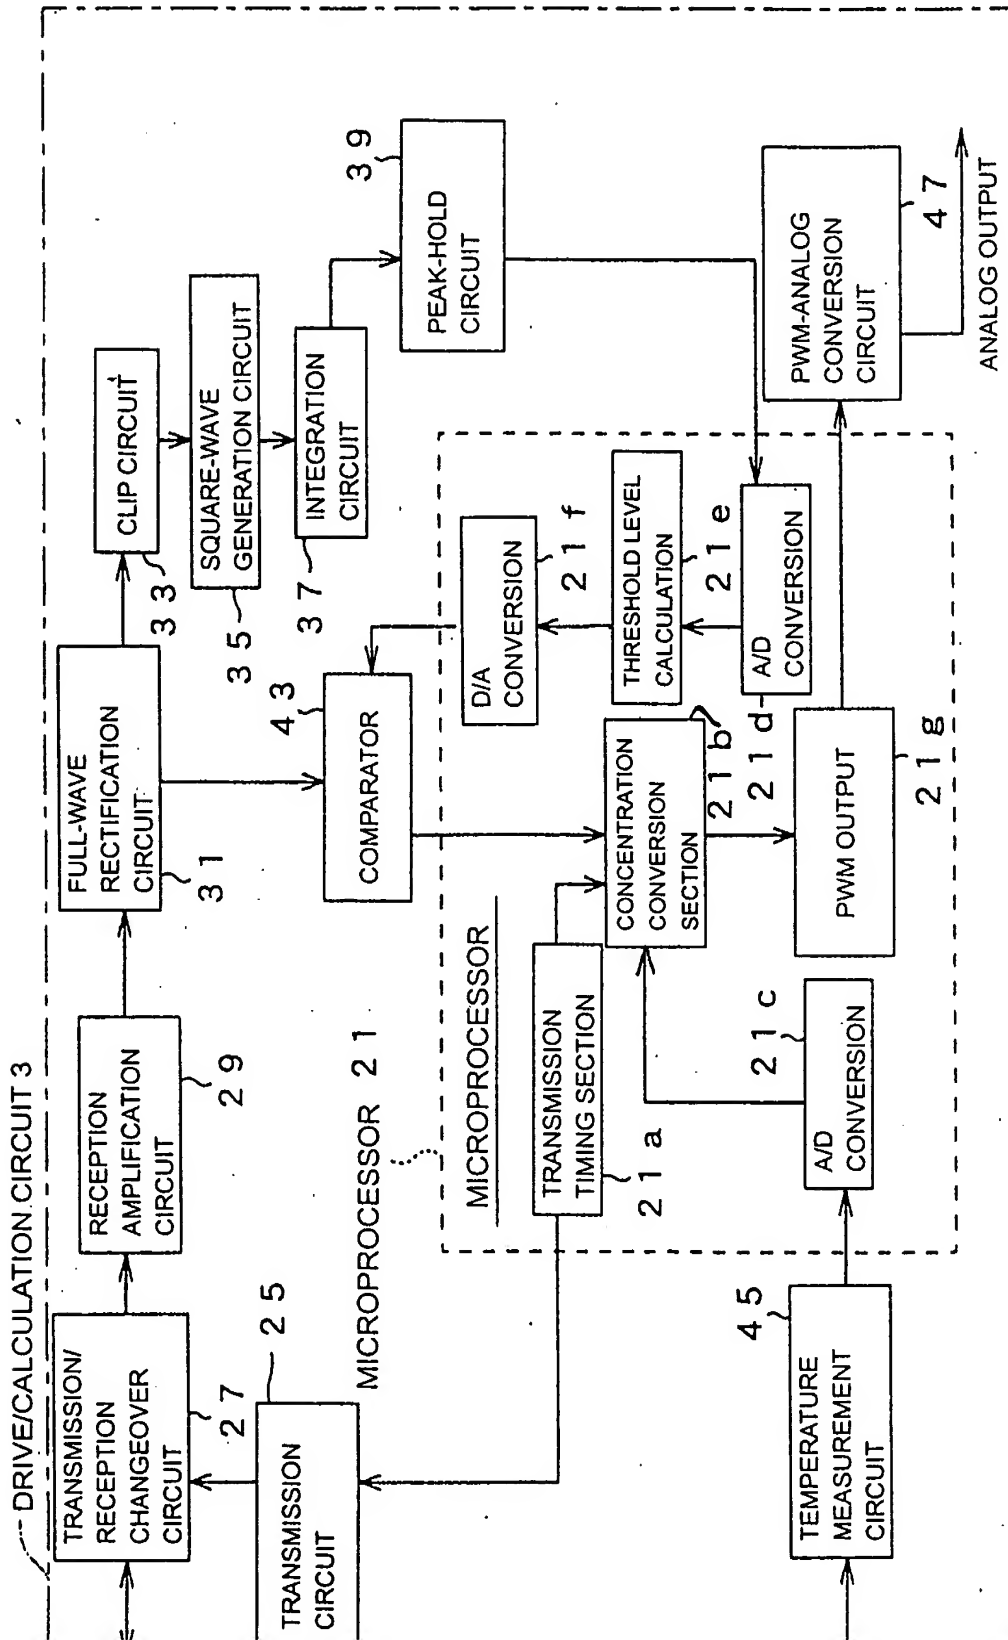 DRIVE/CALCULATION CIRCUIT 3
TRANSMISSION/
RECEPTION
CHANGEOVER
CIRCUIT
27
TRANSMISSION
CIRCUIT
25
RECEPTION
AMPLIFICATION
CIRCUIT
29
FULL-WAVE
RECTIFICATION
CIRCUIT
31
CLIP CIRCUIT
33
SQUARE-WAVE
GENERATION CIRCUIT
35
INTEGRATION
CIRCUIT
37
PEAK-HOLD
CIRCUIT
39
COMPARATOR
43
MICROPROCESSOR 21
MICROPROCESSOR
TRANSMISSION
TIMING SECTION
21a
CONCENTRATION
CONVERSION
SECTION
21b
D/A
CONVERSION
21f
THRESHOLD LEVEL
CALCULATION
21e
A/D
CONVERSION
21d
A/D
CONVERSION
21c
PWM OUTPUT
21g
TEMPERATURE
MEASUREMENT
CIRCUIT
45
PWM-ANALOG
CONVERSION
CIRCUIT
47
ANALOG OUTPUT